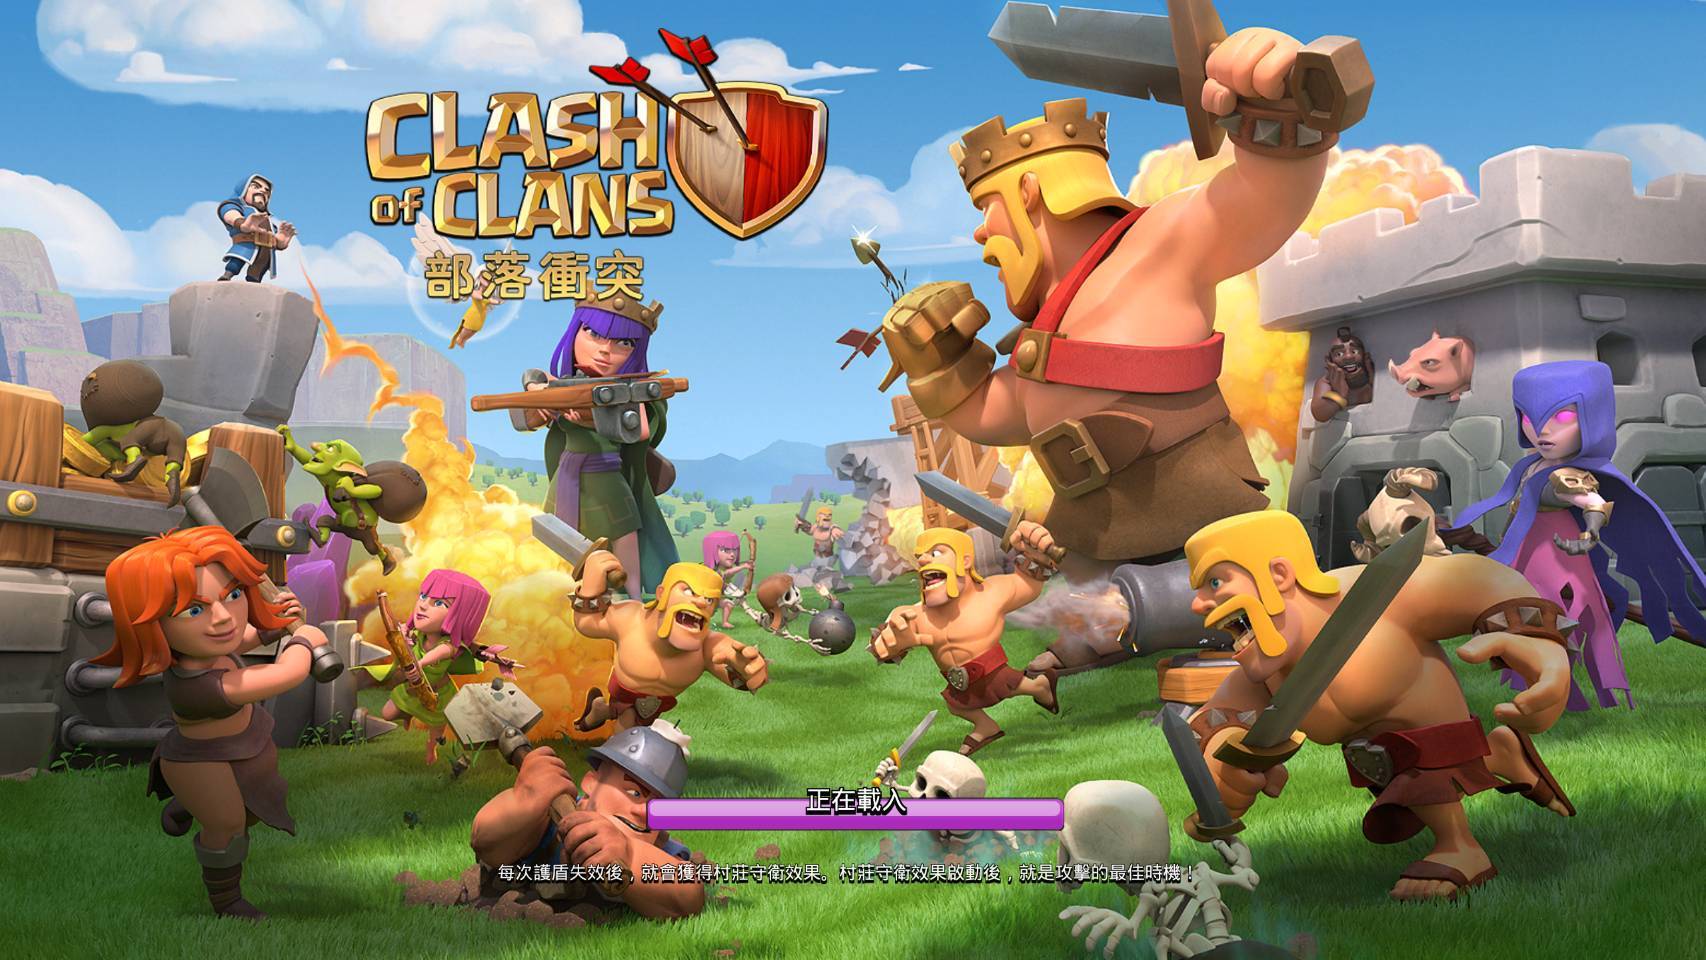 CLASH
OF CLANS
部落衝突
正在載入
每次護盾失效後，就會獲得村莊守衛效果。村莊守衛效果啟動後，就是攻擊的最佳時機！